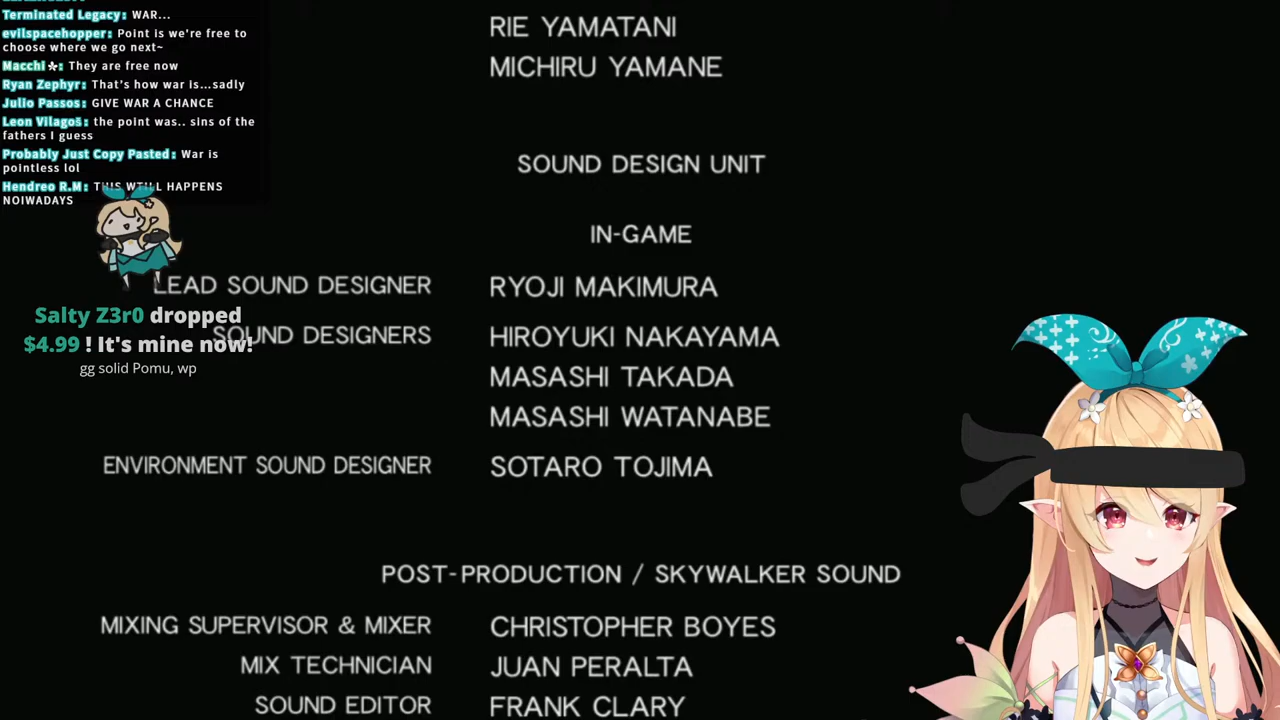 Terminated Legacy: WAR...
evilspacehopper: Point is we're free to
choose where we go next~
Macchi: They are free now
Ryan Zephyr: That's how war is...sadly
Julio Passos: GIVE WAR A CHANCE
Leon Vilagoš: the point was.. sins of the
fathers I guess
Probably Just Copy Pasted: War is
pointless lol
Hendreo R.M: THIS WTILL HAPPENS
NOIWADAYS
Salty Z3r0 dropped
$4.99 ! It's mine now!
gg solid Pomu, wp
RIE YAMATANI
MICHIRU YAMANE
SOUND DESIGN UNIT
IN-GAME
LEAD SOUND DESIGNER RYOJI MAKIMURA
SOUND DESIGNERS HIROYUKI NAKAYAMA
MASASHI TAKADA
MASASHI WATANABE
ENVIRONMENT SOUND DESIGNER SOTARO TOJIMA
POST-PRODUCTION / SKYWALKER SOUND
MIXING SUPERVISOR & MIXER CHRISTOPHER BOYES
MIX TECHNICIAN JUAN PERALTA
SOUND EDITOR FRANK CLARY